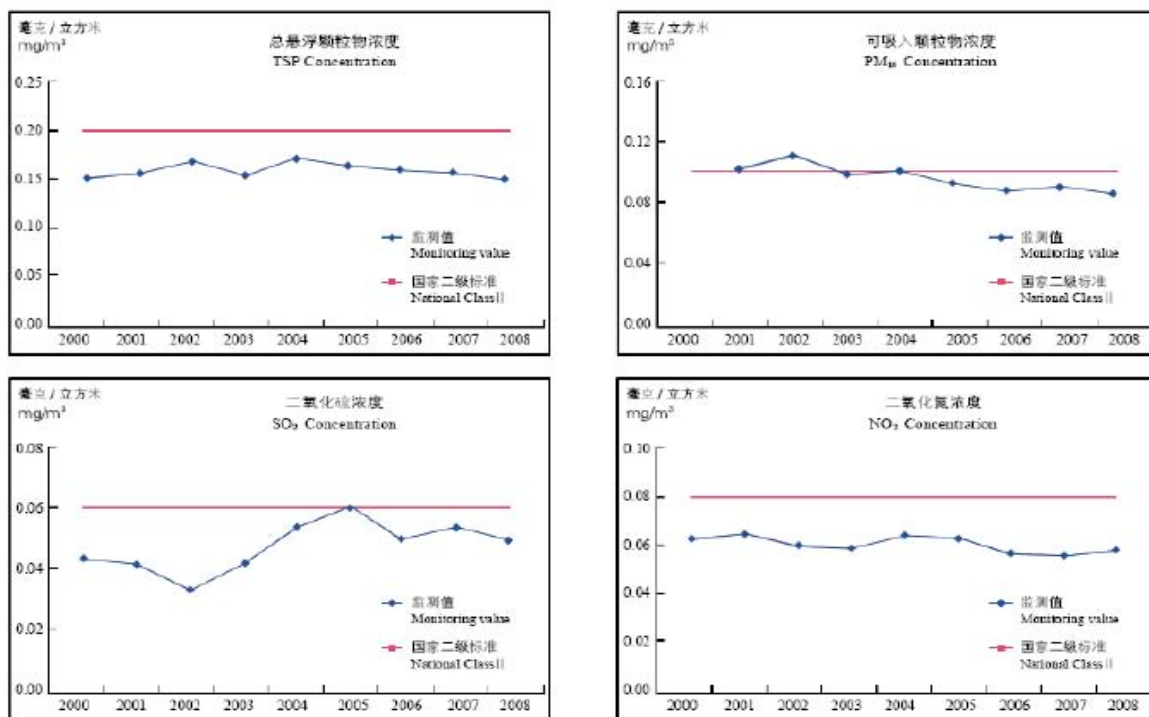 毫克 / 立方米
mg/m³
总悬浮颗粒物浓度
TSP Concentration
0.25
0.20
0.15
0.10
0.05
0.00
2000 2001 2002 2003 2004 2005 2006 2007 2008
监测值
Monitoring value
国家二级标准
National ClassⅡ
毫克 / 立方米
mg/m³
可吸入颗粒物浓度
PM₁₀ Concentration
0.16
0.12
0.08
0.04
0.00
2000 2001 2002 2003 2004 2005 2006 2007 2008
监测值
Monitoring value
国家二级标准
National ClassⅡ
毫克 / 立方米
mg/m³
二氧化硫浓度
SO₂ Concentration
0.08
0.06
0.04
0.02
0.00
2000 2001 2002 2003 2004 2005 2006 2007 2008
监测值
Monitoring value
国家二级标准
National ClassⅡ
毫克 / 立方米
mg/m³
二氧化氮浓度
NO₂ Concentration
0.10
0.08
0.06
0.04
0.02
0.00
2000 2001 2002 2003 2004 2005 2006 2007 2008
监测值
Monitoring value
国家二级标准
National ClassⅡ